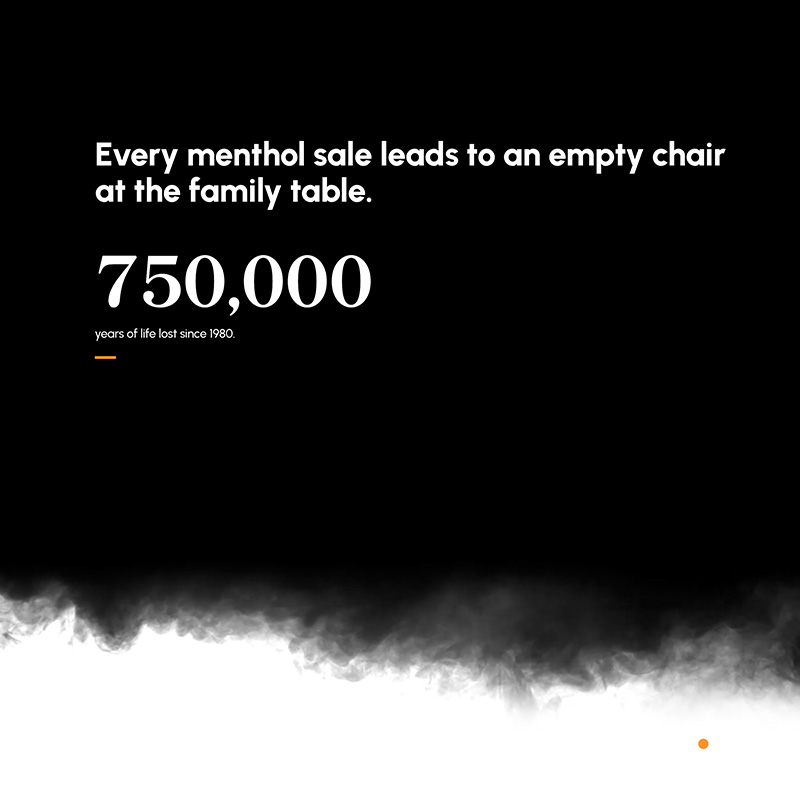 Every menthol sale leads to an empty chair
at the family table.
750,000
years of life lost since 1980.